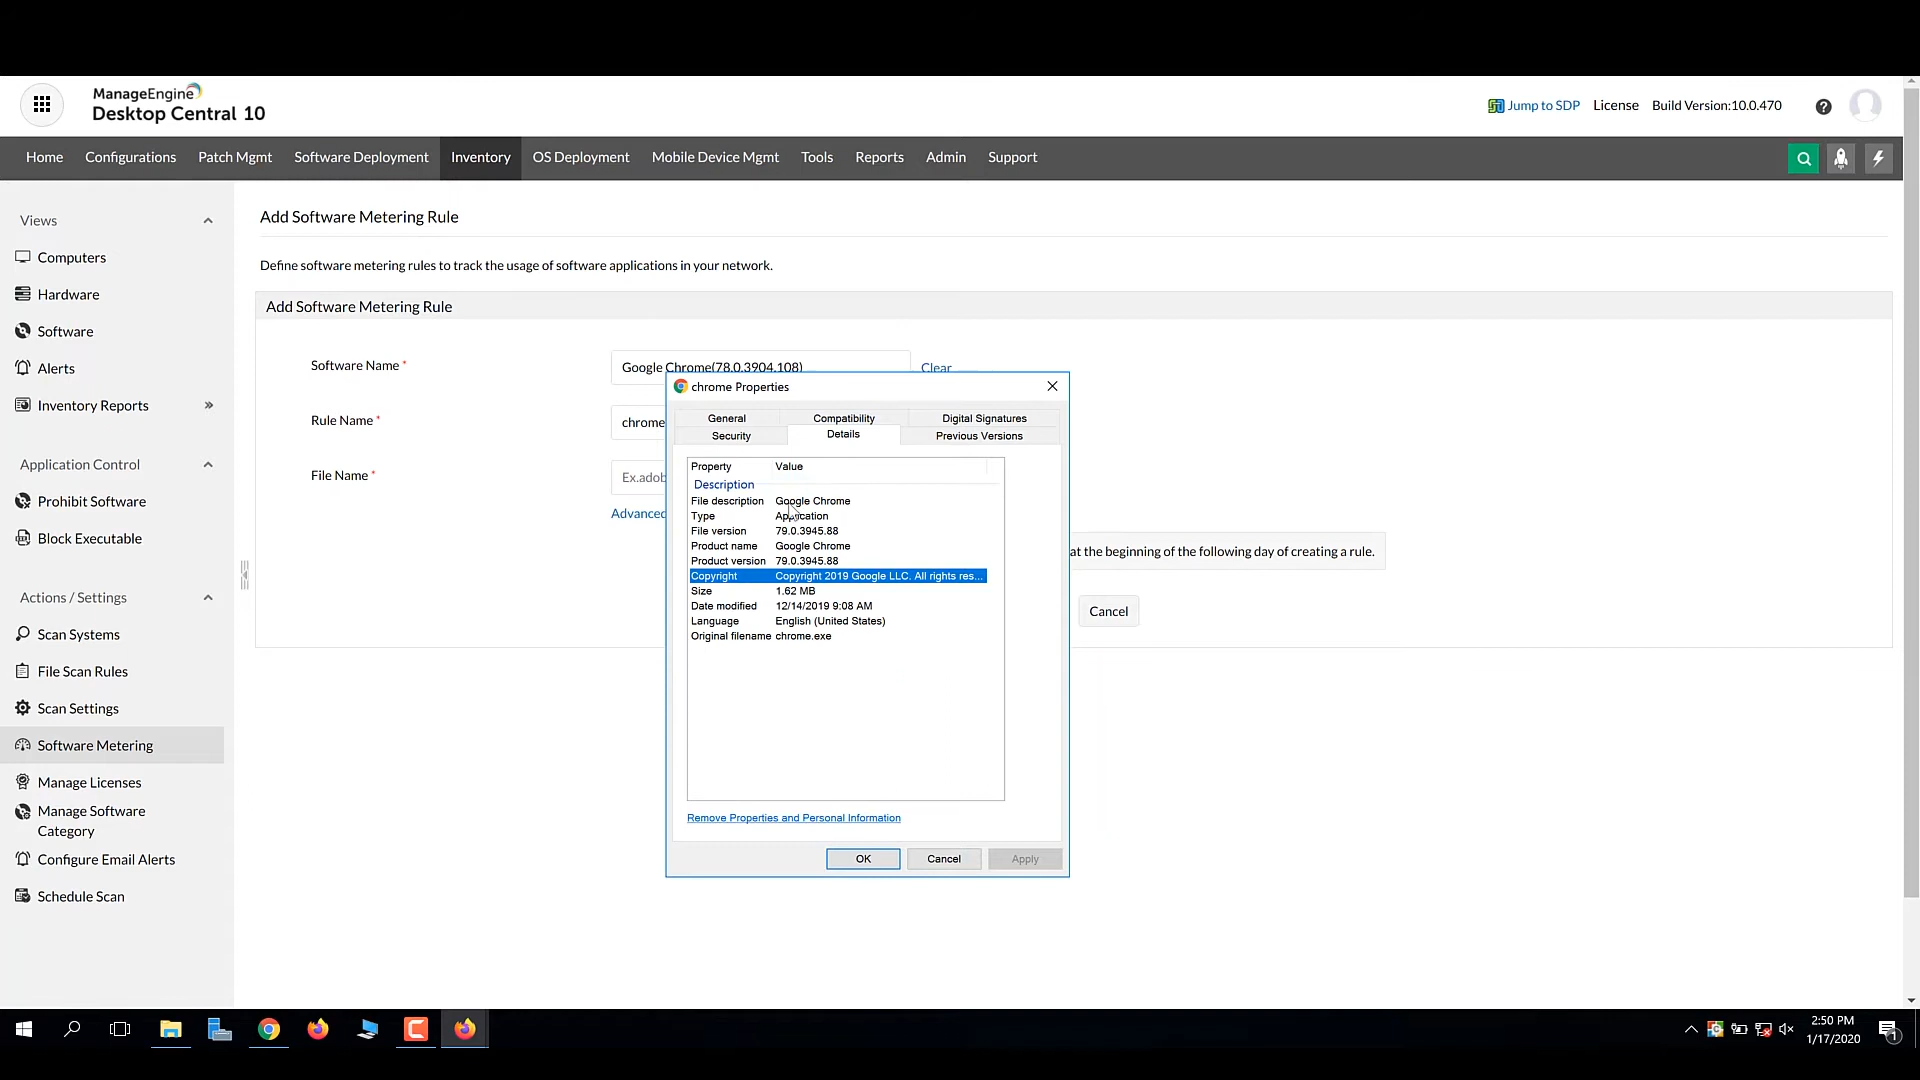 ManageEngine
Desktop Central 10
Jump to SDP License Build Version:10.0.470
Home Configurations Patch Mgmt Software Deployment Inventory OS Deployment Mobile Device Mgmt Tools Reports Admin Support
Views
Computers
Hardware
Software
Alerts
Inventory Reports
Application Control
Prohibit Software
Block Executable
Actions / Settings
Scan Systems
File Scan Rules
Scan Settings
Software Metering
Manage Licenses
Manage Software
Category
Configure Email Alerts
Schedule Scan
Add Software Metering Rule
Define software metering rules to track the usage of software applications in your network.
Add Software Metering Rule
Software Name * Google Chrome(78.0.3904.108) Clear
Rule Name * chrome
File Name * Ex.adob
Advanced
at the beginning of the following day of creating a rule.
Cancel
chrome Properties
General Compatibility Digital Signatures
Security Details Previous Versions
Property Value
Description
File description Google Chrome
Type Application
File version 79.0.3945.88
Product name Google Chrome
Product version 79.0.3945.88
Copyright Copyright 2019 Google LLC. All rights res...
Size 1.62 MB
Date modified 12/14/2019 9:08 AM
Language English (United States)
Original filename chrome.exe
Remove Properties and Personal Information
OK Cancel Apply
2:50 PM
1/17/2020
1